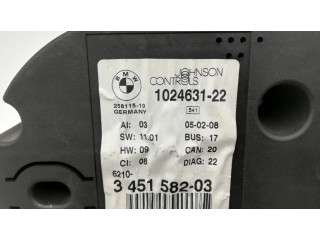 BMW
JOHNSON
CONTROLS
258115-10
GERMANY
1024631-22
541
AI: 03 05-02-08
SW: 11.01 BUS: 17
HW: 09 CAN: 20
CI: 08 DIAG: 22
6210-
3 451 582-03